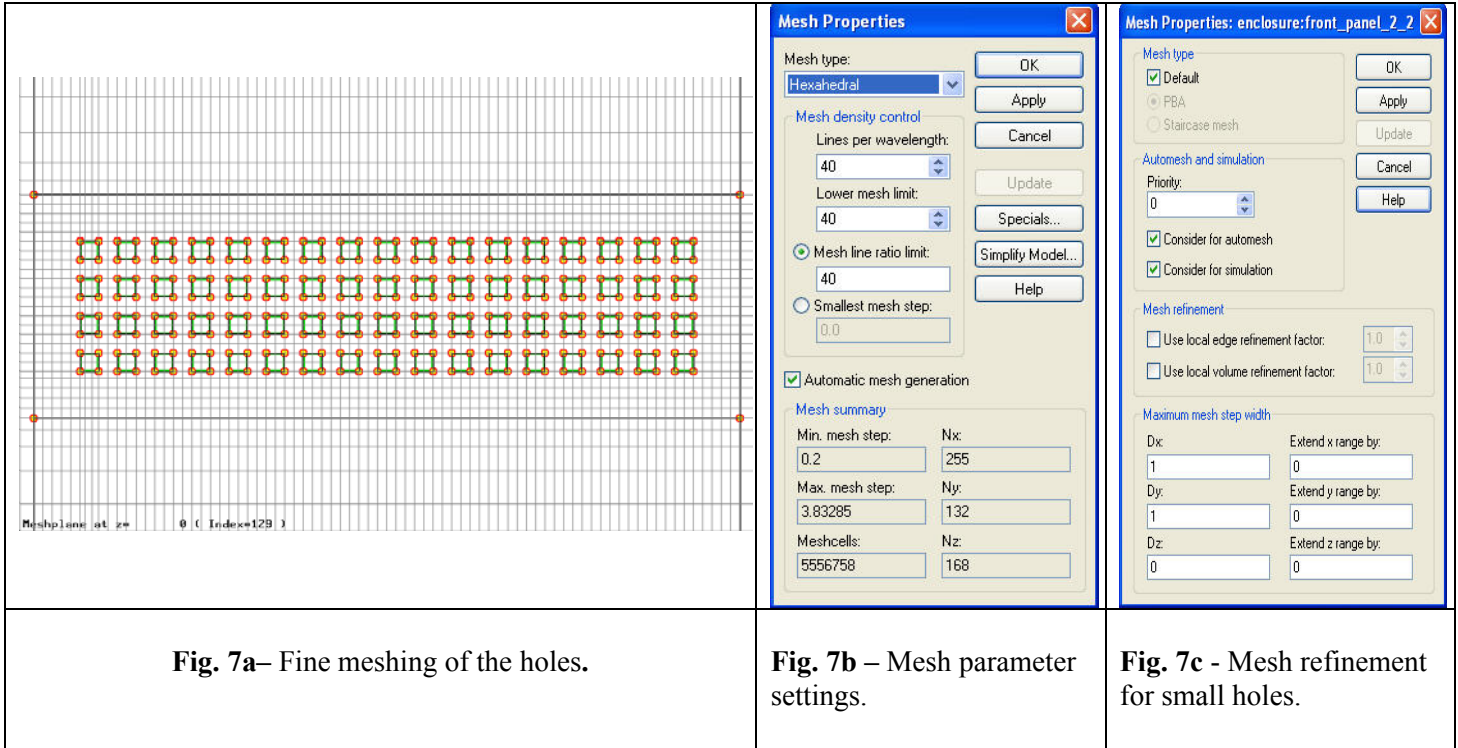 Meshplane at z= 0 ( Index=129 )
Mesh Properties
Mesh type:
Hexahedral
OK
Apply
Cancel
Update
Specials...
Simplify Model...
Help
Mesh density control
Lines per wavelength:
40
Lower mesh limit:
40
Mesh line ratio limit:
40
Smallest mesh step:
0.0
Automatic mesh generation
Mesh summary
Min. mesh step: Nx:
0.2 255
Max. mesh step: Ny:
3.83285 132
Meshcells: Nz:
5556758 168
Mesh Properties: enclosure:front_panel_2_2
Mesh type
Default
PBA
Staircase mesh
OK
Apply
Update
Cancel
Help
Automesh and simulation
Priority:
0
Consider for automesh
Consider for simulation
Mesh refinement
Use local edge refinement factor: 1.0
Use local volume refinement factor: 1.0
Maximum mesh step width
Dx: Extend x range by:
1 0
Dy: Extend y range by:
1 0
Dz: Extend z range by:
0 0
Fig. 7a– Fine meshing of the holes.
Fig. 7b – Mesh parameter
settings.
Fig. 7c - Mesh refinement
for small holes.